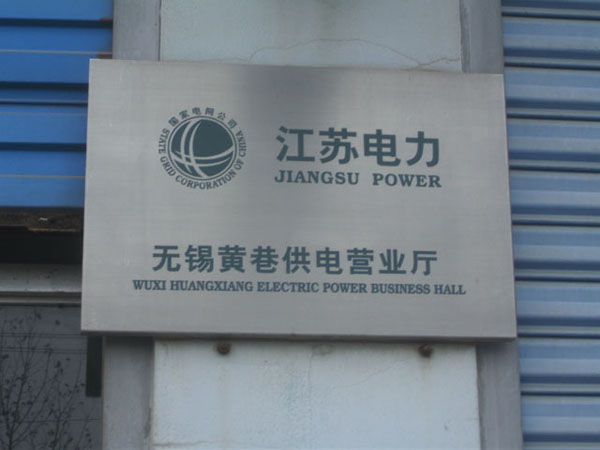 国家电网公司
STATE GRID CORPORATION OF CHINA
江苏电力
JIANGSU POWER
无锡黄巷供电营业厅
WUXI HUANGXIANG ELECTRIC POWER BUSINESS HALL